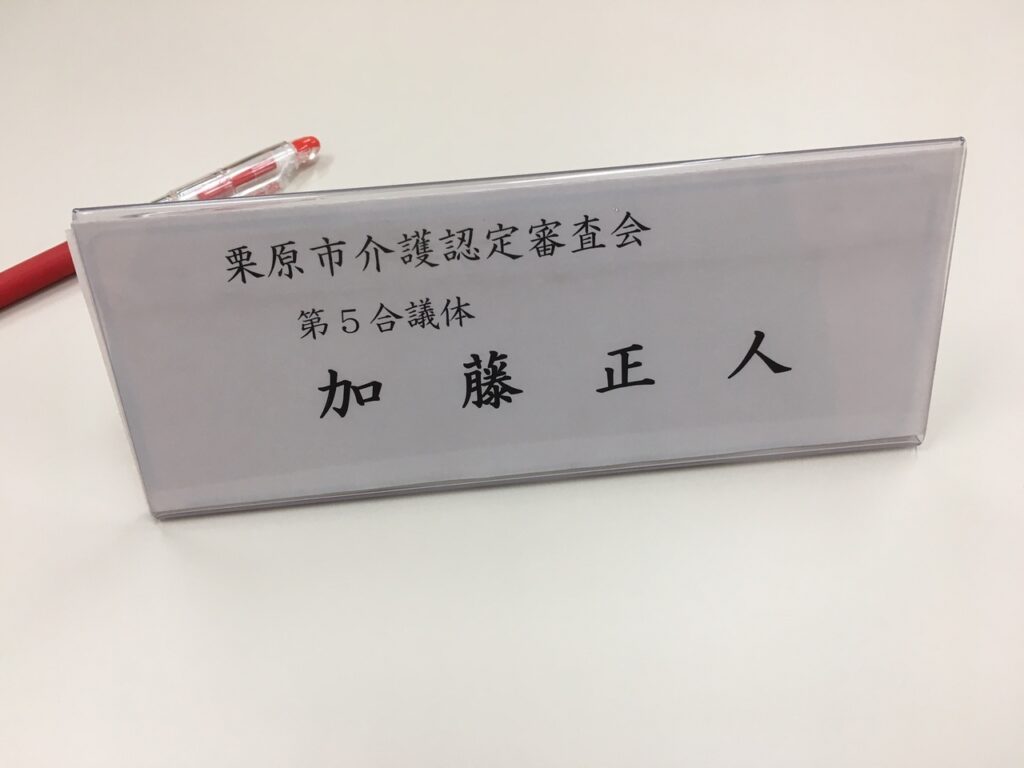 栗原市介護認定審査会
第５合議体
加藤正人